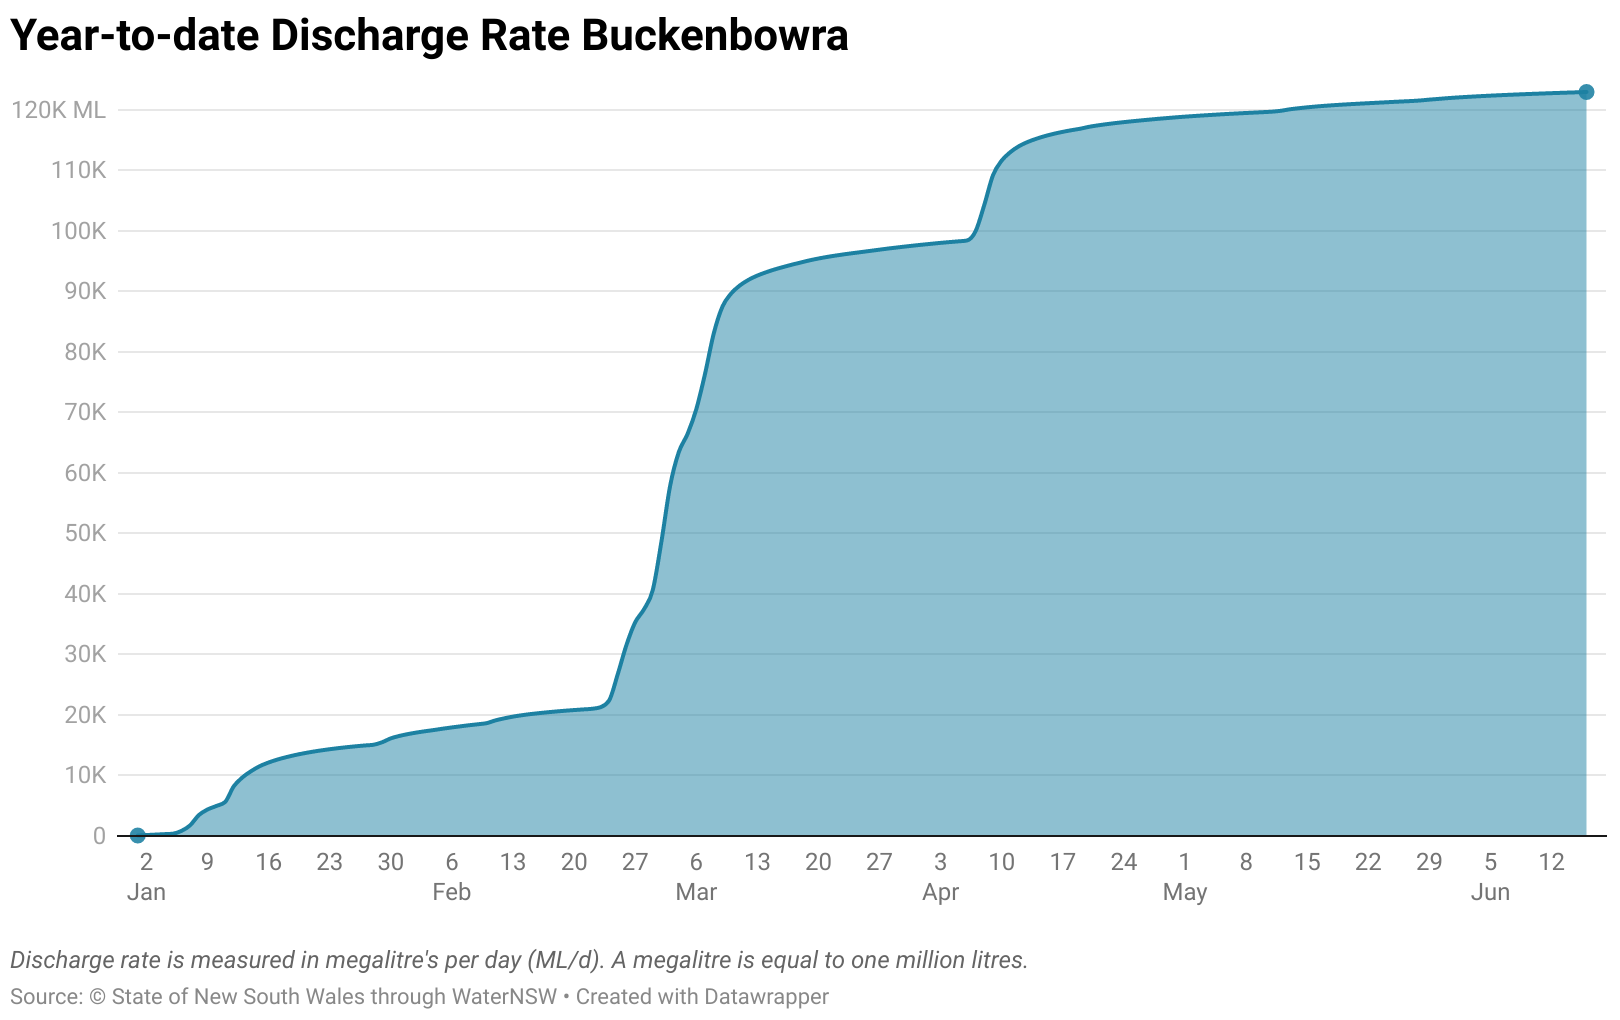 Year-to-date Discharge Rate Buckenbowra
120K ML
110K
100K
90K
80K
70K
60K
50K
40K
30K
20K
10K
0
2 9 16 23 30 6 13 20 27 6 13 20 27 3 10 17 24 1 8 15 22 29 5 12
Jan Feb Mar Apr May Jun
Discharge rate is measured in megalitre's per day (ML/d). A megalitre is equal to one million litres.
Source: © State of New South Wales through WaterNSW • Created with Datawrapper